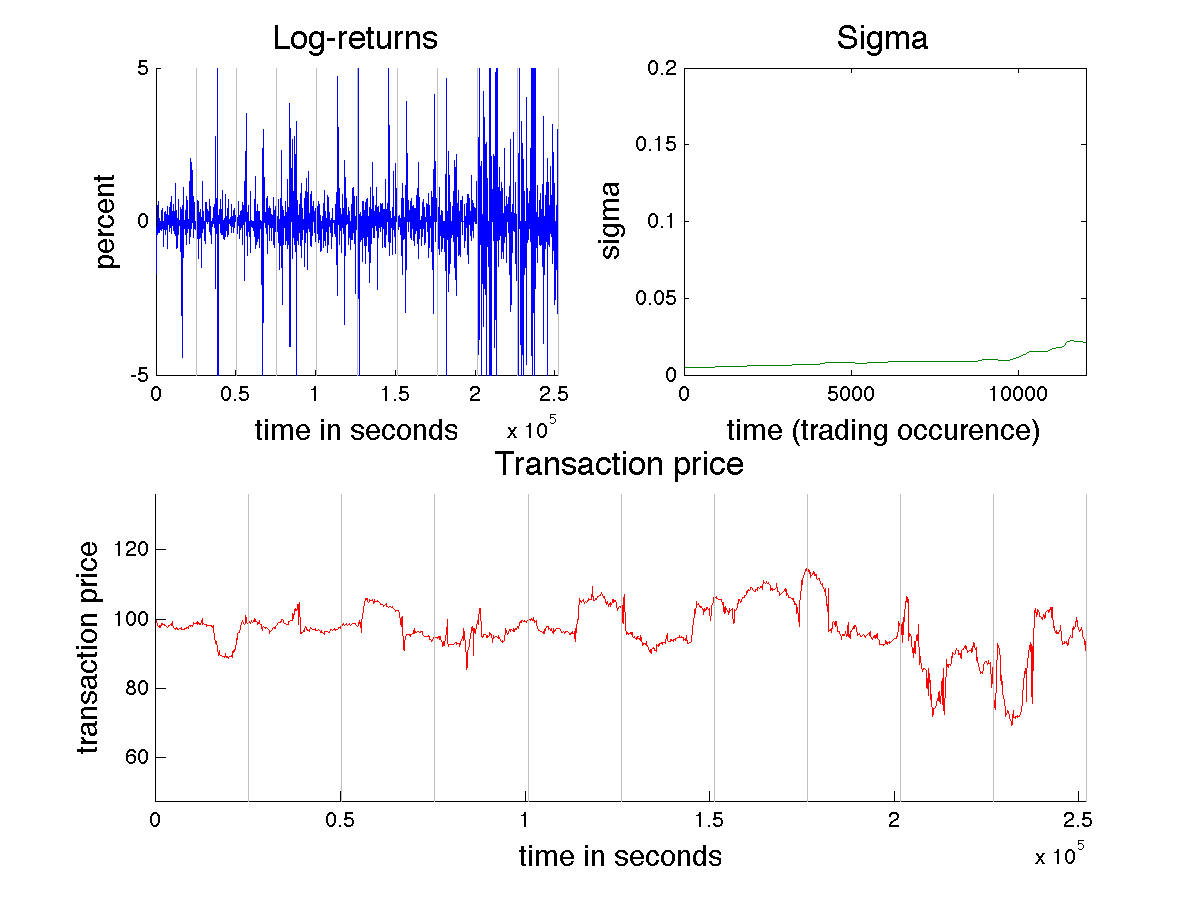 Log-returns
5
0
-5
percent
0
0.5
1
1.5
2
2.5
time in seconds
x 10^5
Sigma
0.2
0.15
0.1
0.05
0
sigma
0
5000
10000
time (trading occurence)
Transaction price
120
100
80
60
transaction price
0
0.5
1
1.5
2
2.5
time in seconds
x 10^5